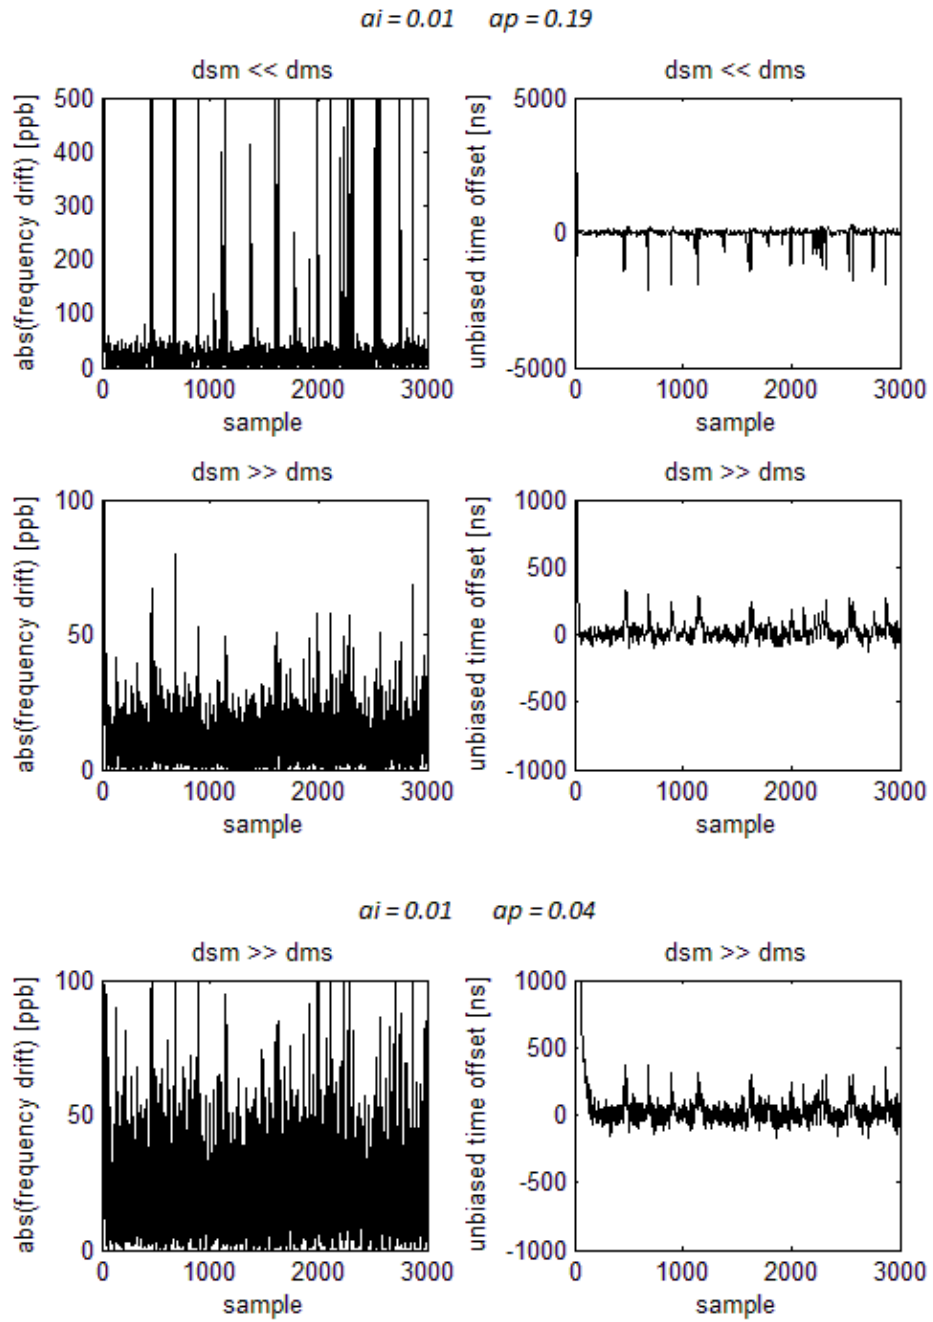 ai = 0.01 ap = 0.19
dsm << dms
dsm << dms
abs(frequency drift) [ppb]
500
400
300
200
100
0
0 1000 2000 3000
sample
unbiased time offset [ns]
5000
0
-5000
0 1000 2000 3000
sample
dsm >> dms
dsm >> dms
abs(frequency drift) [ppb]
100
50
0
0 1000 2000 3000
sample
unbiased time offset [ns]
1000
500
0
-500
-1000
0 1000 2000 3000
sample
ai = 0.01 ap = 0.04
dsm >> dms
dsm >> dms
abs(frequency drift) [ppb]
100
50
0
0 1000 2000 3000
sample
unbiased time offset [ns]
1000
500
0
-500
-1000
0 1000 2000 3000
sample